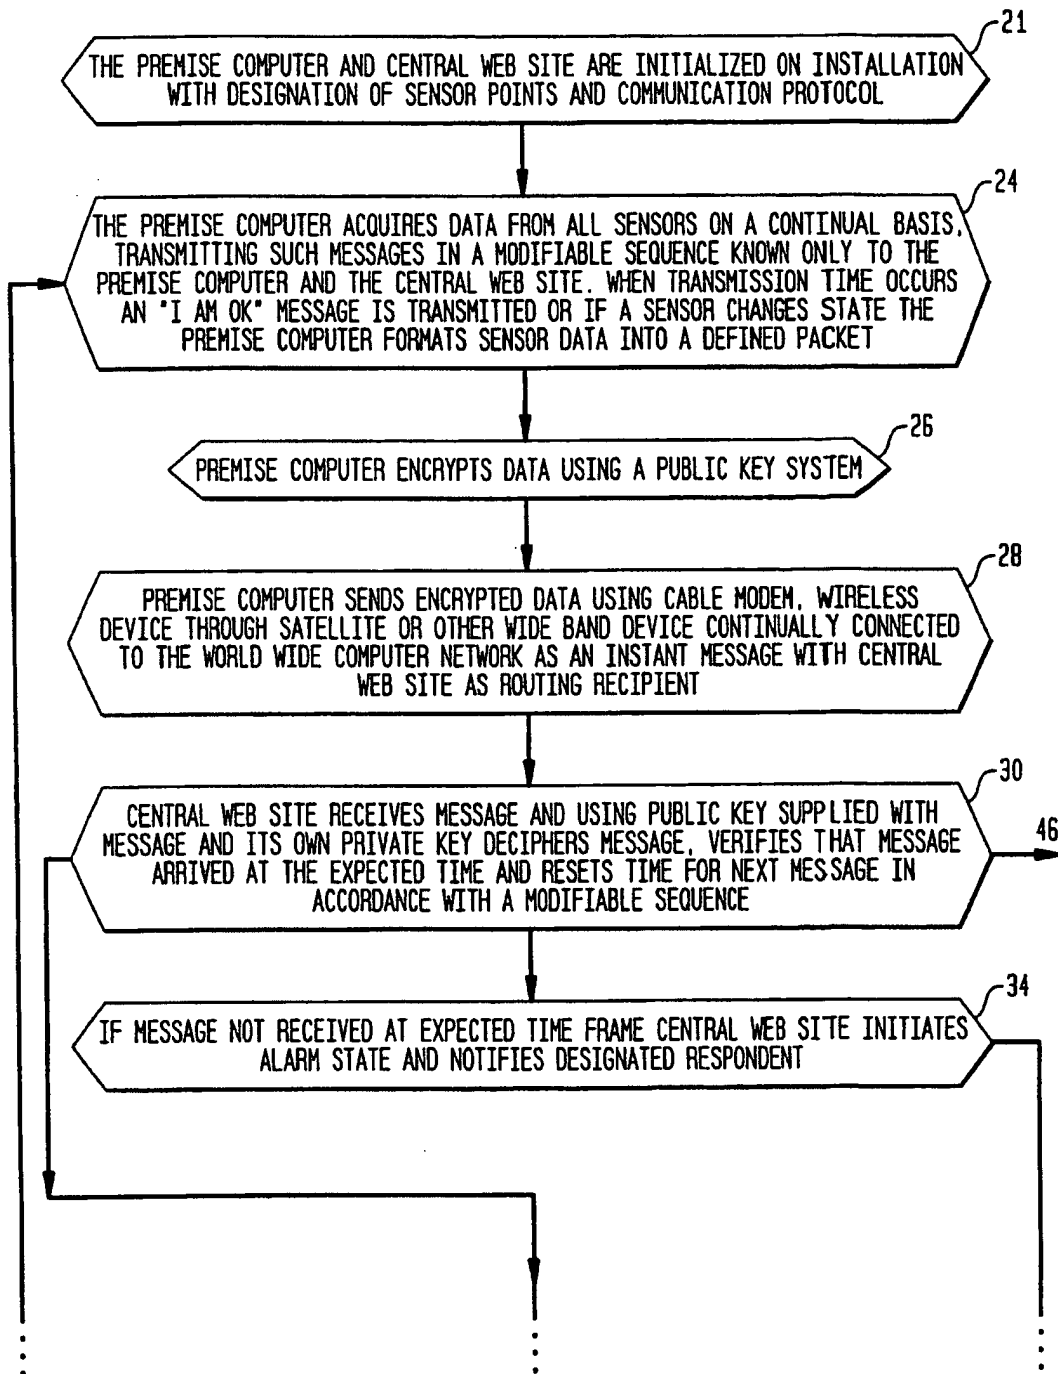 21
THE PREMISE COMPUTER AND CENTRAL WEB SITE ARE INITIALIZED ON INSTALLATION
WITH DESIGNATION OF SENSOR POINTS AND COMMUNICATION PROTOCOL
24
THE PREMISE COMPUTER ACQUIRES DATA FROM ALL SENSORS ON A CONTINUAL BASIS,
TRANSMITTING SUCH MESSAGES IN A MODIFIABLE SEQUENCE KNOWN ONLY TO THE
PREMISE COMPUTER AND THE CENTRAL WEB SITE. WHEN TRANSMISSION TIME OCCURS
AN "I AM OK" MESSAGE IS TRANSMITTED OR IF A SENSOR CHANGES STATE THE
PREMISE COMPUTER FORMATS SENSOR DATA INTO A DEFINED PACKET
26
PREMISE COMPUTER ENCRYPTS DATA USING A PUBLIC KEY SYSTEM
28
PREMISE COMPUTER SENDS ENCRYPTED DATA USING CABLE MODEM, WIRELESS
DEVICE THROUGH SATELLITE OR OTHER WIDE BAND DEVICE CONTINUALLY CONNECTED
TO THE WORLD WIDE COMPUTER NETWORK AS AN INSTANT MESSAGE WITH CENTRAL
WEB SITE AS ROUTING RECIPIENT
30
CENTRAL WEB SITE RECEIVES MESSAGE AND USING PUBLIC KEY SUPPLIED WITH
MESSAGE AND ITS OWN PRIVATE KEY DECIPHERS MESSAGE, VERIFIES THAT MESSAGE
ARRIVED AT THE EXPECTED TIME AND RESETS TIME FOR NEXT MESSAGE IN
ACCORDANCE WITH A MODIFIABLE SEQUENCE
46
34
IF MESSAGE NOT RECEIVED AT EXPECTED TIME FRAME CENTRAL WEB SITE INITIATES
ALARM STATE AND NOTIFIES DESIGNATED RESPONDENT